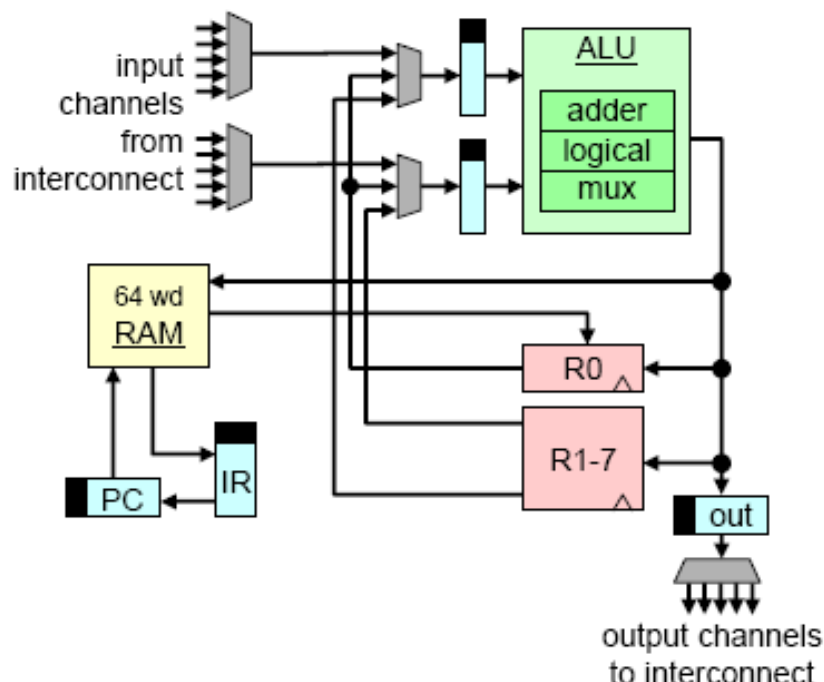 input
channels
from
interconnect
ALU
adder
logical
mux
64 wd
RAM
R0
R1-7
IR
PC
out
output channels
to interconnect